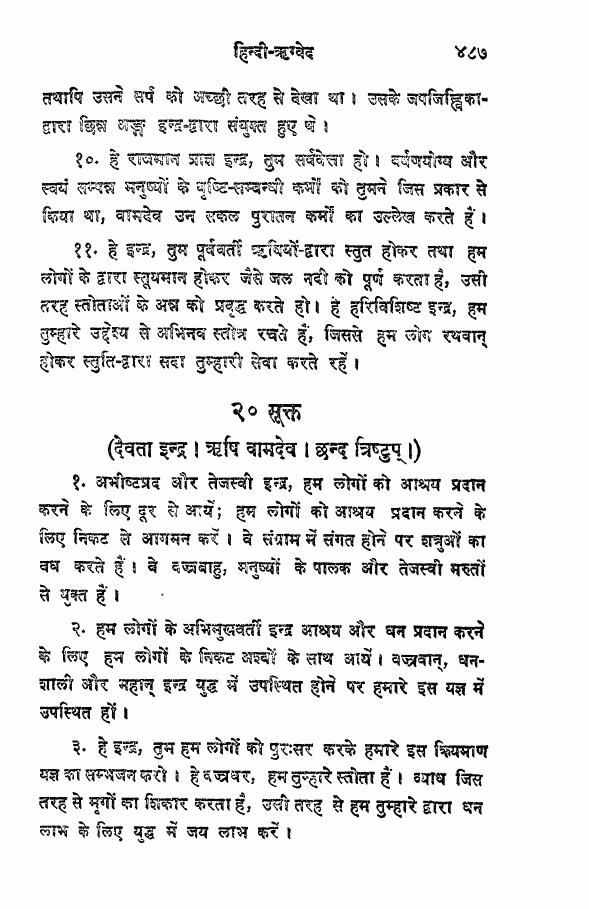 हिन्दी-ऋग्वेद ४८७
तथापि उसने सर्प को अच्छी तरह से देखा था । उसके उपजिह्विका-
द्वारा छिन्न अङ्ग इन्द्र-द्वारा संयुक्त हुए थे ।
१०. हे राजमान प्राज्ञ इन्द्र, तुम सर्ववेत्ता हो । वर्षणयोग्य और
स्वयं सम्पन्न मनुष्यों के वृष्टि-सम्बन्धी कर्मों को तुमने जिस प्रकार से
किया था, वामदेव उन सकल पुरातन कर्मों का उल्लेख करते हैं ।
११. हे इन्द्र, तुम पूर्ववर्ती ऋषियों-द्वारा स्तुत होकर तथा हम
लोगों के द्वारा स्तूयमान होकर जैसे जल नदी को पूर्ण करता है, उसी
तरह स्तोताओं के अन्न को प्रवृद्ध करते हो । हे हरिविशिष्ट इन्द्र, हम
तुम्हारे उद्देश्य से अभिनव स्तोत्र रचते हैं, जिससे हम लोग रथवान्
होकर स्तुति-द्वारा सदा तुम्हारी सेवा करते रहें ।
२० सूक्त
(देवता इन्द्र । ऋषि वामदेव । छन्द त्रिष्टुप् ।)
१. अभीष्टप्रद और तेजस्वी इन्द्र, हम लोगों को आश्रय प्रदान
करने के लिए दूर से आयें; हम लोगों को आश्रय प्रदान करने के
लिए निकट से आगमन करें । वे संग्राम में संगत होने पर शत्रुओं का
वध करते हैं । वे वज्रबाहु, मनुष्यों के पालक और तेजस्वी मरुतों
से युक्त हैं ।
२. हम लोगों के अभिमुखवर्ती इन्द्र आश्रय और धन प्रदान करने
के लिए हम लोगों के निकट अश्वों के साथ आयें । वज्रवान्, धन-
शाली और महान् इन्द्र युद्ध में उपस्थित होने पर हमारे इस यज्ञ में
उपस्थित हों ।
३. हे इन्द्र, तुम हम लोगों को पुरःसर करके हमारे इस क्रियमाण
यज्ञ का सम्भजन करो । हे वज्रधर, हम तुम्हारे स्तोता हैं । व्याध जिस
तरह से मृगों का शिकार करता है, उसी तरह से हम तुम्हारे द्वारा धन
लाभ के लिए युद्ध में जय लाभ करें ।